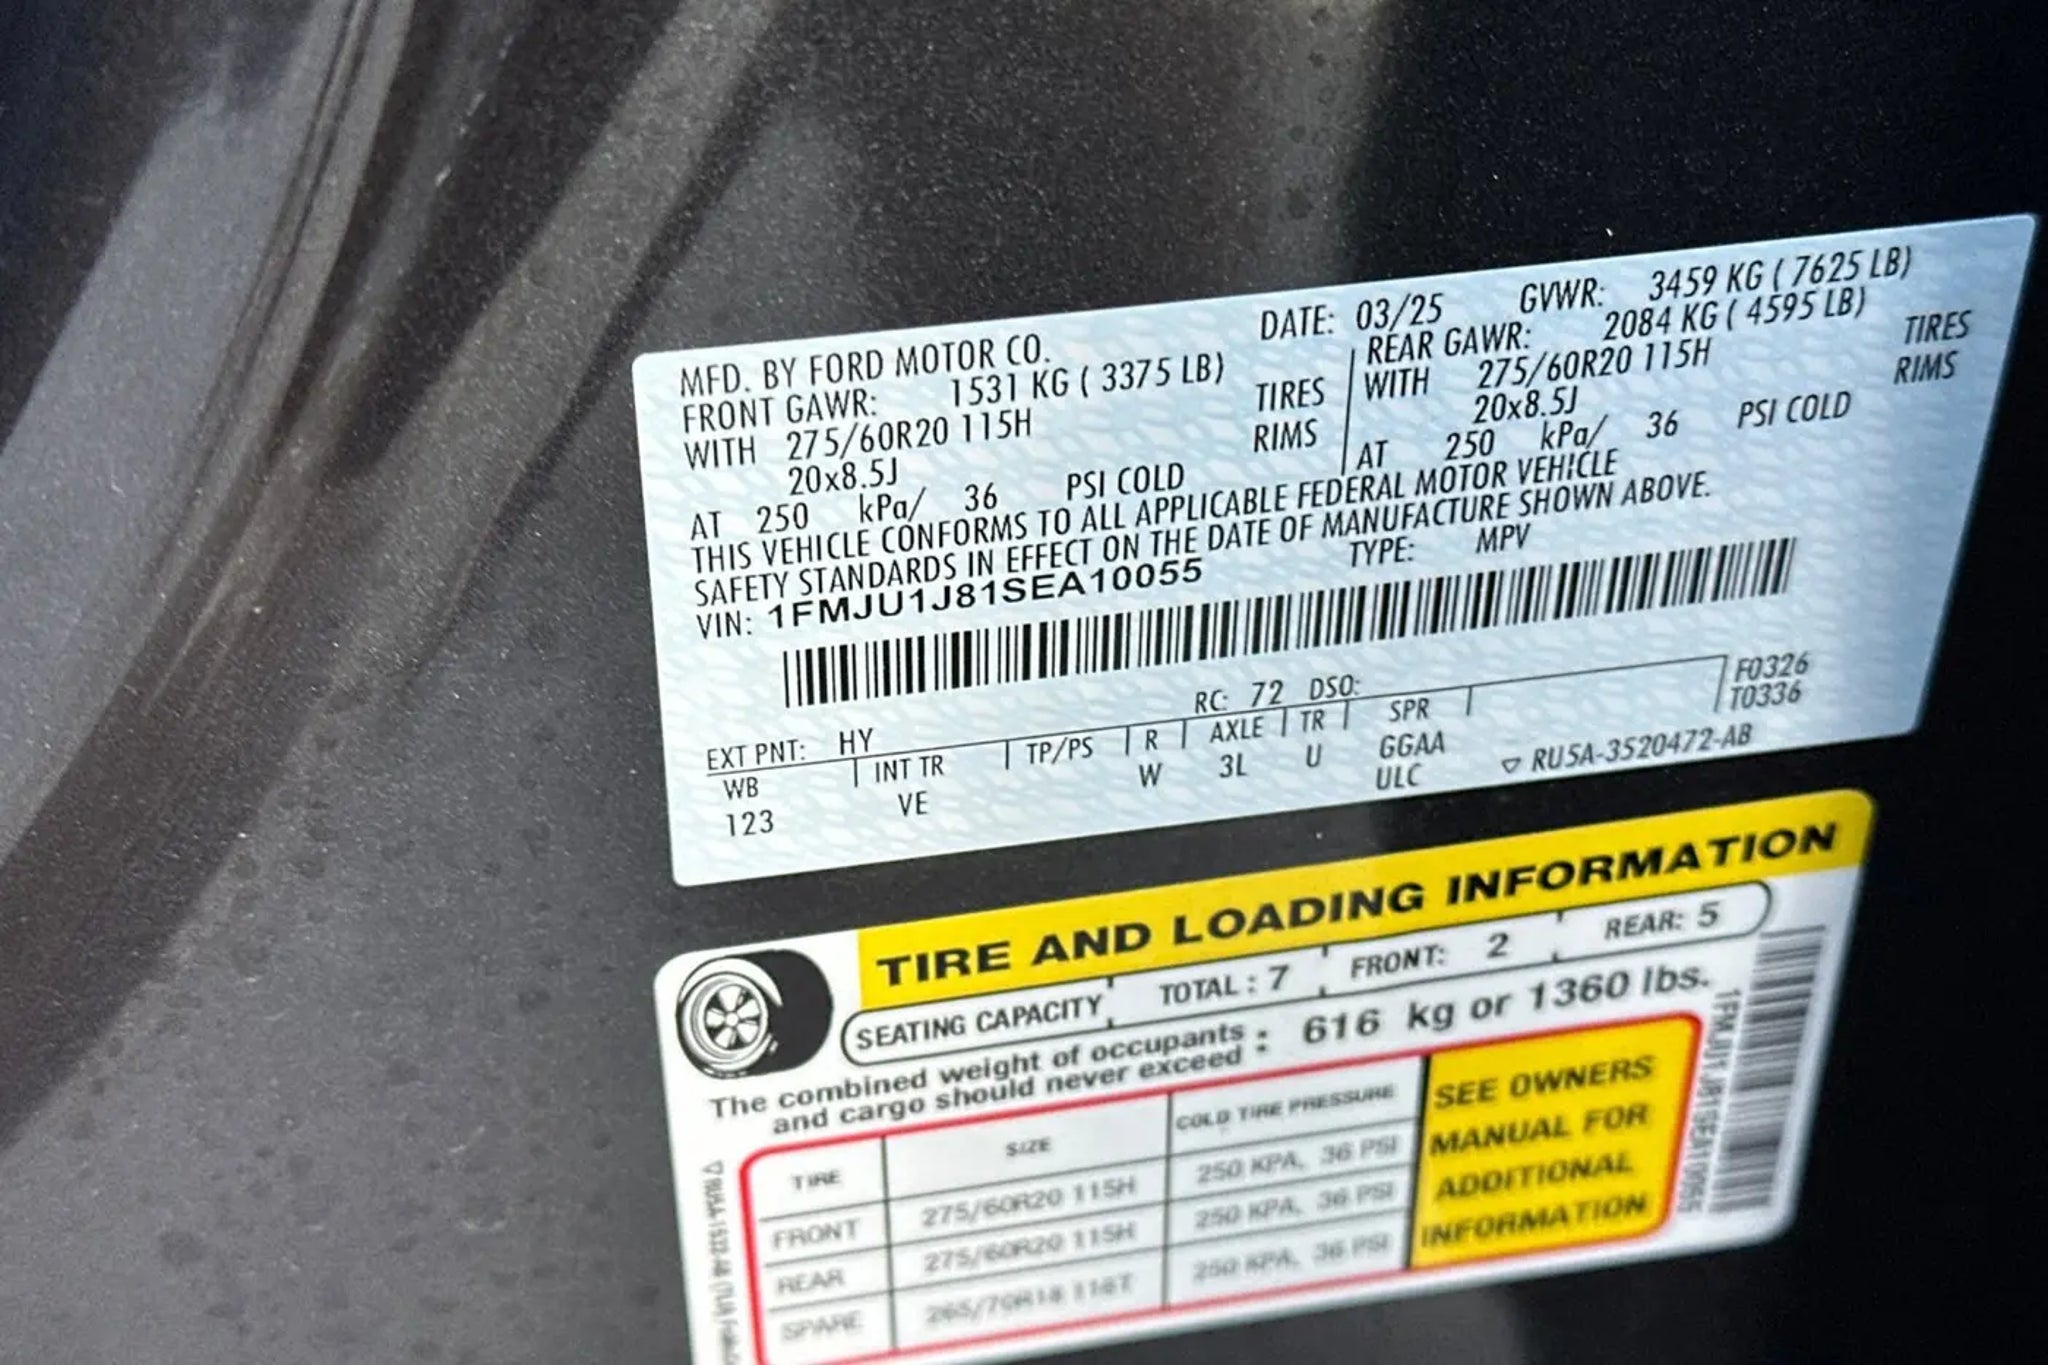 MFD. BY FORD MOTOR CO. DATE: 03/25 GVWR: 3459 KG ( 7625 LB)
FRONT GAWR: 1531 KG ( 3375 LB) REAR GAWR: 2084 KG ( 4595 LB)
WITH 275/60R20 115H TIRES WITH 275/60R20 115H TIRES
20x8.5J RIMS 20x8.5J RIMS
AT 250 kPa/ 36 PSI COLD AT 250 kPa/ 36 PSI COLD
THIS VEHICLE CONFORMS TO ALL APPLICABLE FEDERAL MOTOR VEHICLE
SAFETY STANDARDS IN EFFECT ON THE DATE OF MANUFACTURE SHOWN ABOVE.
VIN: 1FMJU1J81SEA10055 TYPE: MPV
F0326
T0336
EXT PNT: HY RC: 72 DSO:
WB INT TR TP/PS R AXLE TR SPR
123 VE W 3L U GGAA
ULC ▽ RU5A-3520472-AB
TIRE AND LOADING INFORMATION
SEATING CAPACITY TOTAL : 7 FRONT: 2 REAR: 5
The combined weight of occupants and cargo should never exceed : 616 kg or 1360 lbs.
TIRE SIZE COLD TIRE PRESSURE
FRONT 275/60R20 115H 250 KPA, 36 PSI
REAR 275/60R20 115H 250 KPA, 36 PSI
SPARE 265/70R18 116T 250 KPA, 36 PSI
SEE OWNERS
MANUAL FOR
ADDITIONAL
INFORMATION
1FMJU1J81SEA10055